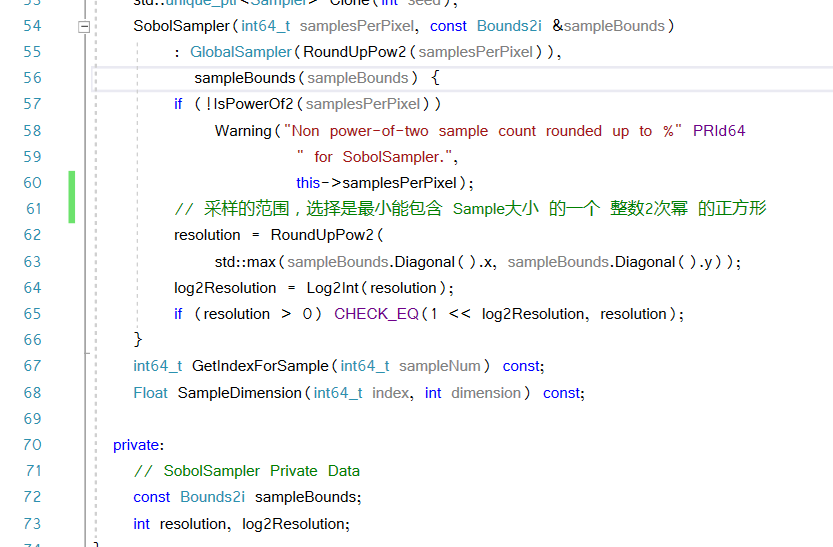 53 std::unique_ptr<Sampler> Clone(int seed);
54 SobolSampler(int64_t samplesPerPixel, const Bounds2i &sampleBounds)
55 : GlobalSampler(RoundUpPow2(samplesPerPixel)),
56 sampleBounds(sampleBounds) {
57 if (!IsPowerOf2(samplesPerPixel))
58 Warning("Non power-of-two sample count rounded up to %" PRId64
59 " for SobolSampler.",
60 this->samplesPerPixel);
61 // 采样的范围，选择是最小能包含 Sample大小 的一个 整数2次幂 的正方形
62 resolution = RoundUpPow2(
63 std::max(sampleBounds.Diagonal().x, sampleBounds.Diagonal().y));
64 log2Resolution = Log2Int(resolution);
65 if (resolution > 0) CHECK_EQ(1 << log2Resolution, resolution);
66 }
67 int64_t GetIndexForSample(int64_t sampleNum) const;
68 Float SampleDimension(int64_t index, int dimension) const;
69
70 private:
71 // SobolSampler Private Data
72 const Bounds2i sampleBounds;
73 int resolution, log2Resolution;
74 }